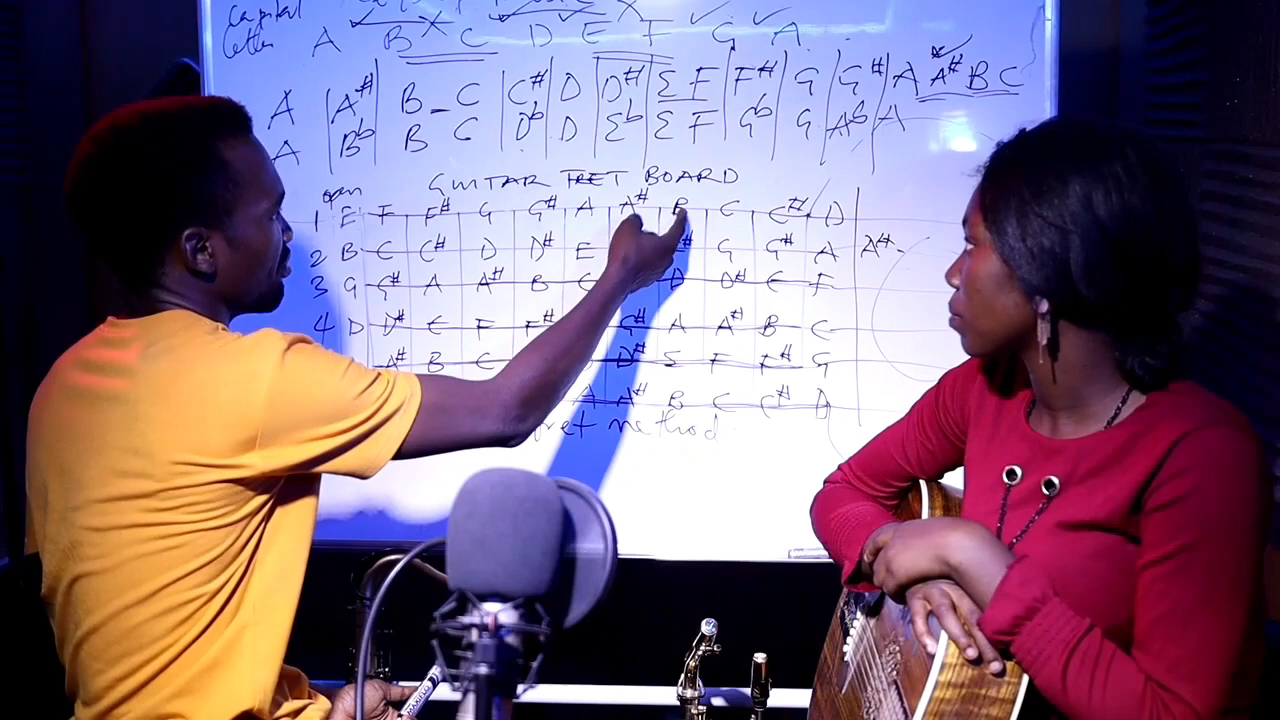 capital
letter A B X C D E F G A
A | A# | B - C | C# | D | D# | E F | F# | G | G# | A A# B C
A | Bb | B C | Db | D | Eb | E F | Gb | G | Ab | A
GUITAR FRET BOARD
open
1 E F F# G G# A A# B C C# D
2 B C C# D D# E G G# A A#
3 G G# A A# B C D D# E F
4 D D# E F F# G# A A# B C
A# B C D# E F F# G
A A# B C C# D
fret method